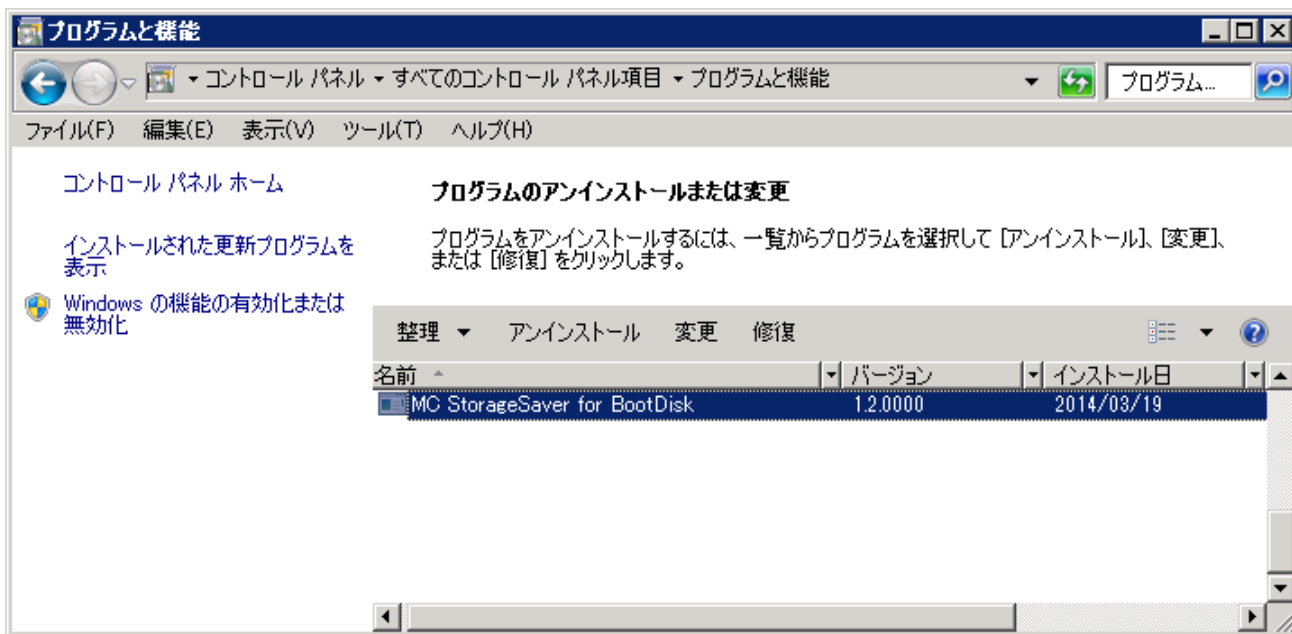 プログラムと機能
コントロール パネル すべてのコントロール パネル項目 プログラムと機能 プログラム...
ファイル(F) 編集(E) 表示(V) ツール(T) ヘルプ(H)
コントロール パネル ホーム
インストールされた更新プログラムを
表示
Windows の機能の有効化または
無効化
プログラムのアンインストールまたは変更
プログラムをアンインストールするには、一覧からプログラムを選択して [アンインストール]、[変更]、
または [修復] をクリックします。
整理 アンインストール 変更 修復
名前 バージョン インストール日
MC StorageSaver for BootDisk 1.2.0000 2014/03/19